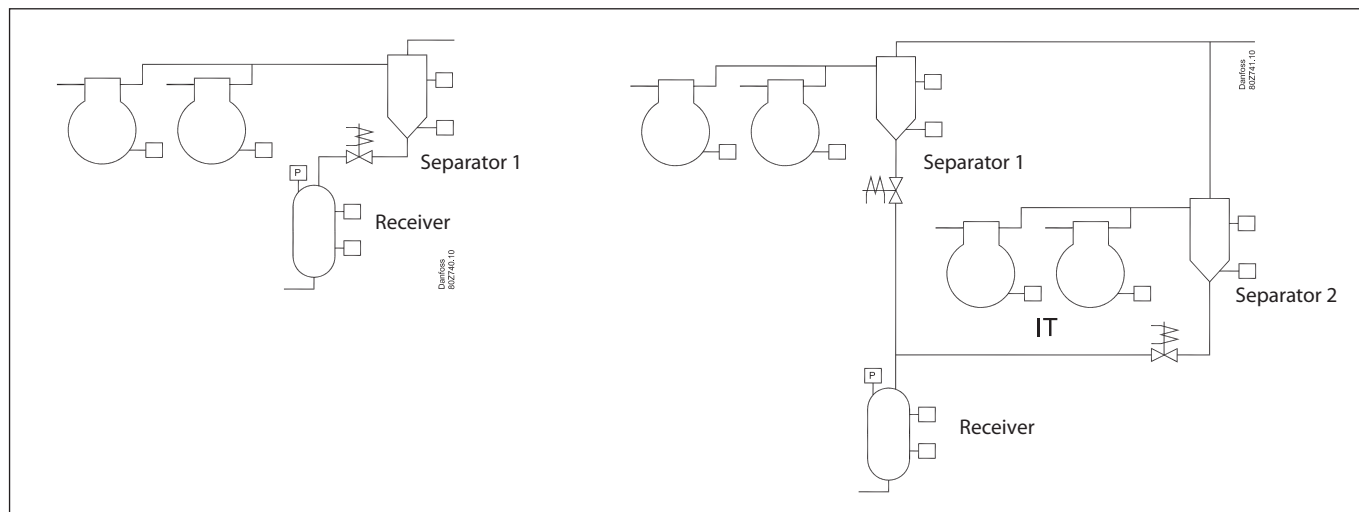 Separator 1
P
Receiver
Danfoss
80Z740.10
Danfoss
80Z741.10
Separator 1
Separator 2
IT
P
Receiver